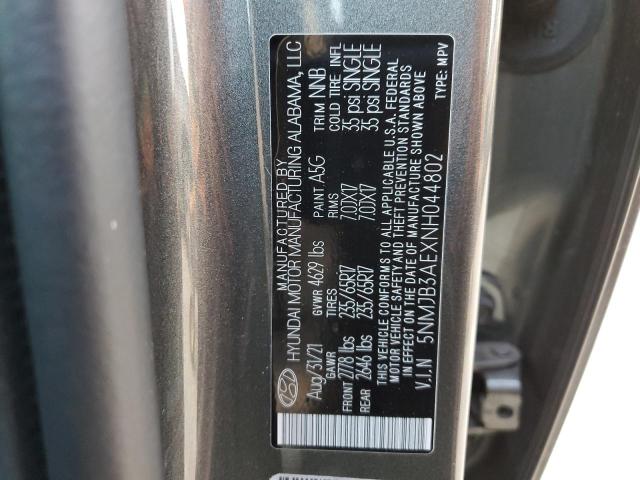 MANUFACTURED BY
HYUNDAI MOTOR MANUFACTURING ALABAMA, LLC
Aug/31/21 GVWR 4629 lbs PAINT A5G TRIM NNB
GAWR TIRES RIMS COLD TIRE INFL
FRONT 2778 lbs 235/65R17 7.0JX17 35 psi SINGLE
REAR 2646 lbs 235/65R17 7.0JX17 35 psi SINGLE
THIS VEHICLE CONFORMS TO ALL APPLICABLE U.S.A. FEDERAL
MOTOR VEHICLE SAFETY AND THEFT PREVENTION STANDARDS
IN EFFECT ON THE DATE OF MANUFACTURE SHOWN ABOVE
V.I.N 5NMJB3AEXNH044802 TYPE: MPV